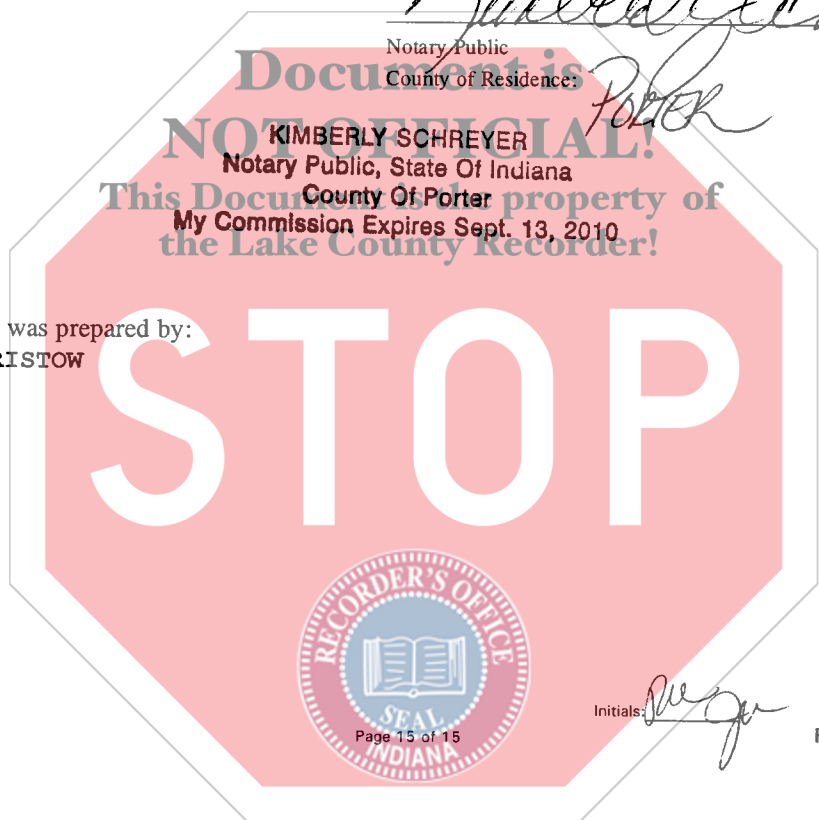 Notary Public
Document is
County of Residence: PORTER
NOT OFFICIAL!
KIMBERLY SCHREYER
Notary Public, State Of Indiana
This Document is the property of
County Of Porter
My Commission Expires Sept. 13, 2010
the Lake County Recorder!
was prepared by:
RISTOW
STOP
RECORDER'S OFFICE
SEAL
INDIANA
Initials:
Page 15 of 15